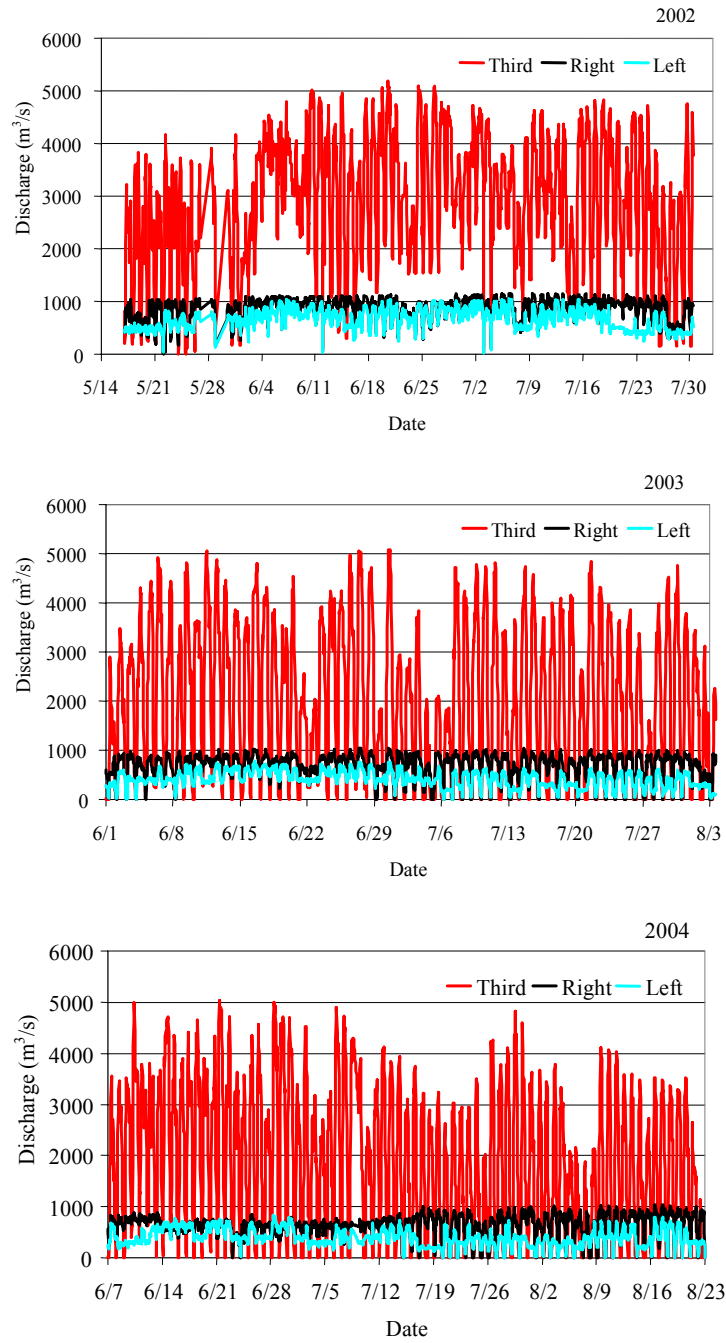 2002
6000
Third Right Left
5000
4000
3000
2000
1000
0
Discharge (m³/s)
5/14 5/21 5/28 6/4 6/11 6/18 6/25 7/2 7/9 7/16 7/23 7/30
Date
2003
6000
Third Right Left
5000
4000
3000
2000
1000
0
Discharge (m³/s)
6/1 6/8 6/15 6/22 6/29 7/6 7/13 7/20 7/27 8/3
Date
2004
6000
Third Right Left
5000
4000
3000
2000
1000
0
Discharge (m³/s)
6/7 6/14 6/21 6/28 7/5 7/12 7/19 7/26 8/2 8/9 8/16 8/23
Date